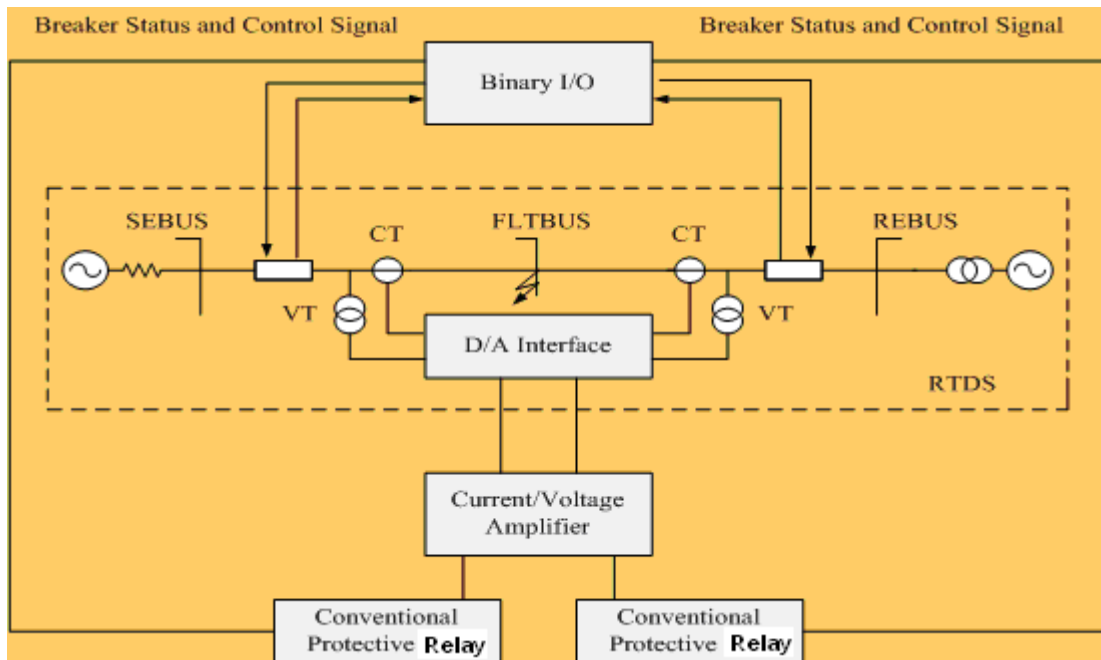 Breaker Status and Control Signal
Breaker Status and Control Signal
Binary I/O
SEBUS
FLTBUS
REBUS
CT
CT
VT
VT
D/A Interface
RTDS
Current/Voltage
Amplifier
Conventional
Protective Relay
Conventional
Protective Relay